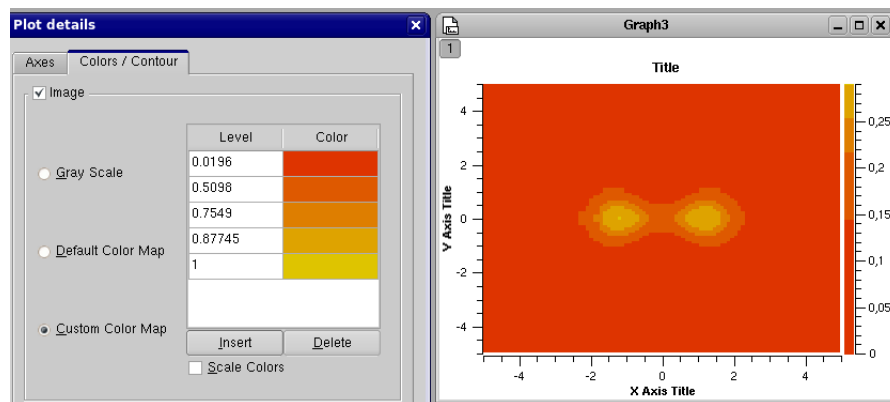 Plot details
Axes
Colors / Contour
Image
Level Color
0.0196
Gray Scale
0.5098
0.7549
0.87745
Default Color Map
1
Custom Color Map
Insert Delete
Scale Colors
Graph3
1
Title
4
2
0
-2
-4
Y Axis Title
-4 -2 0 2 4
X Axis Title
0,25
0,2
0,15
0,1
0,05
0